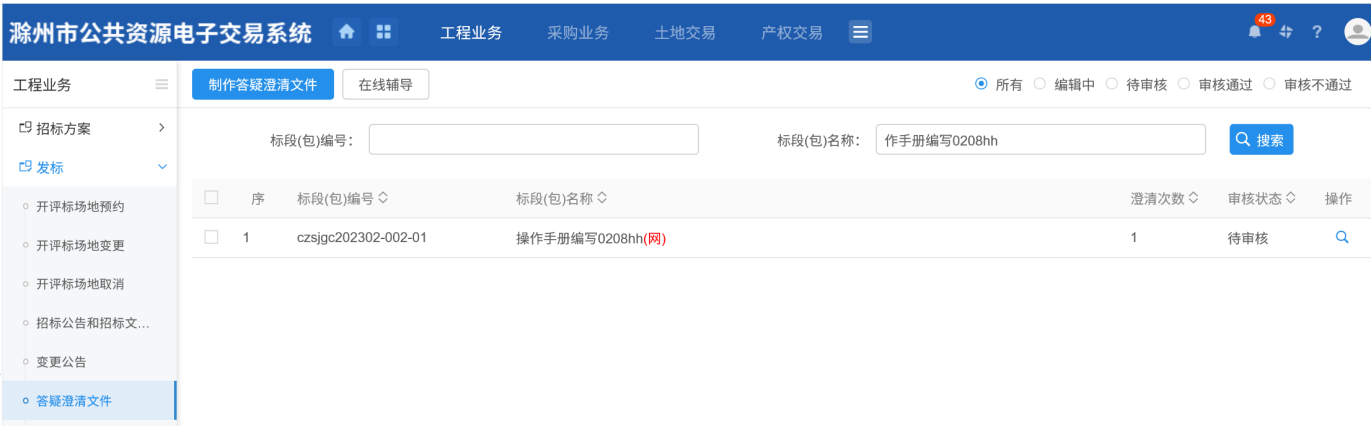 滁州市公共资源电子交易系统 工程业务 采购业务 土地交易 产权交易 43 ?
工程业务 制作答疑澄清文件 在线辅导 所有 编辑中 待审核 审核通过 审核不通过
招标方案
标段(包)编号: 标段(包)名称: 作手册编写0208hh 搜索
发标
序 标段(包)编号 标段(包)名称 澄清次数 审核状态 操作
开评标场地预约
1 czsjgc202302-002-01 操作手册编写0208hh(网) 1 待审核
开评标场地变更
开评标场地取消
招标公告和招标文...
变更公告
答疑澄清文件